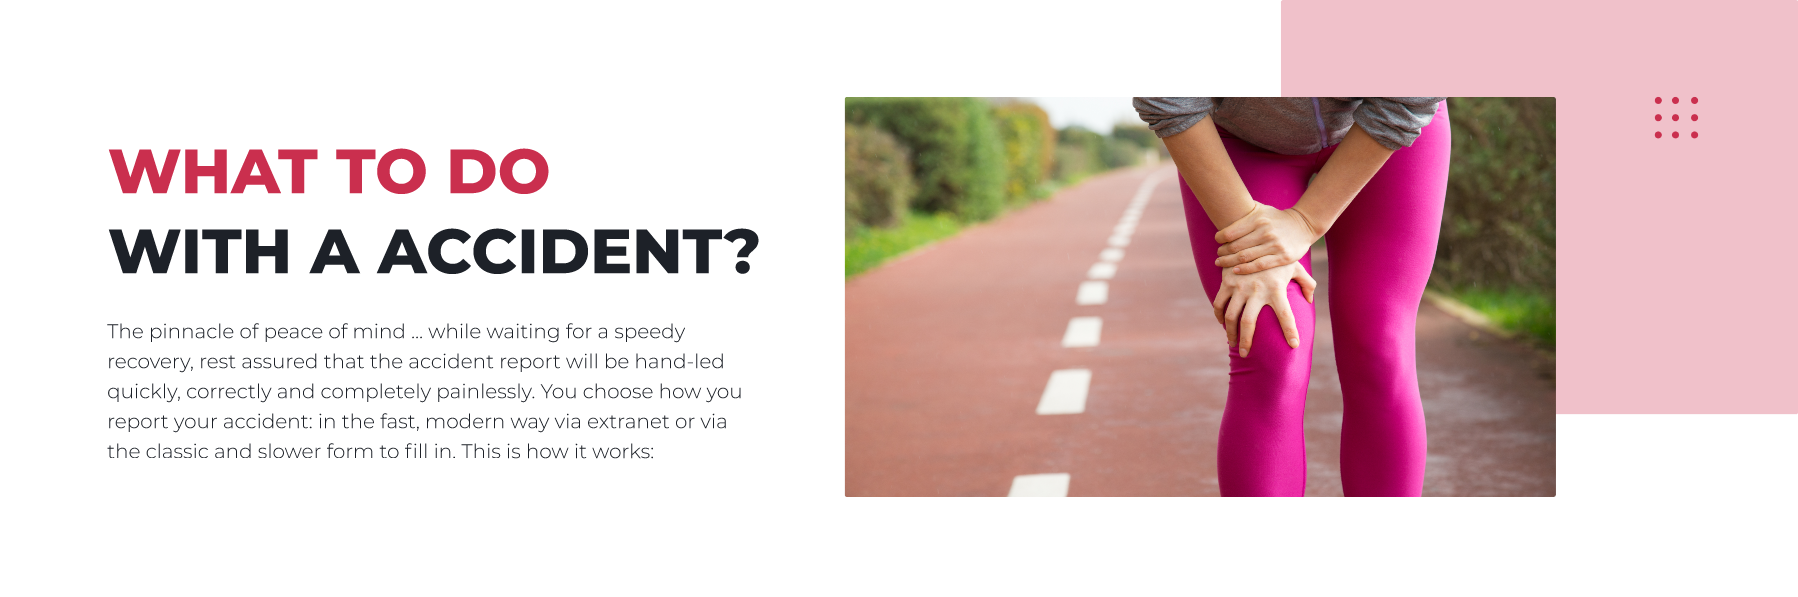 WHAT TO DO
WITH A ACCIDENT?
The pinnacle of peace of mind ... while waiting for a speedy
recovery, rest assured that the accident report will be hand-led
quickly, correctly and completely painlessly. You choose how you
report your accident: in the fast, modern way via extranet or via
the classic and slower form to fill in. This is how it works: